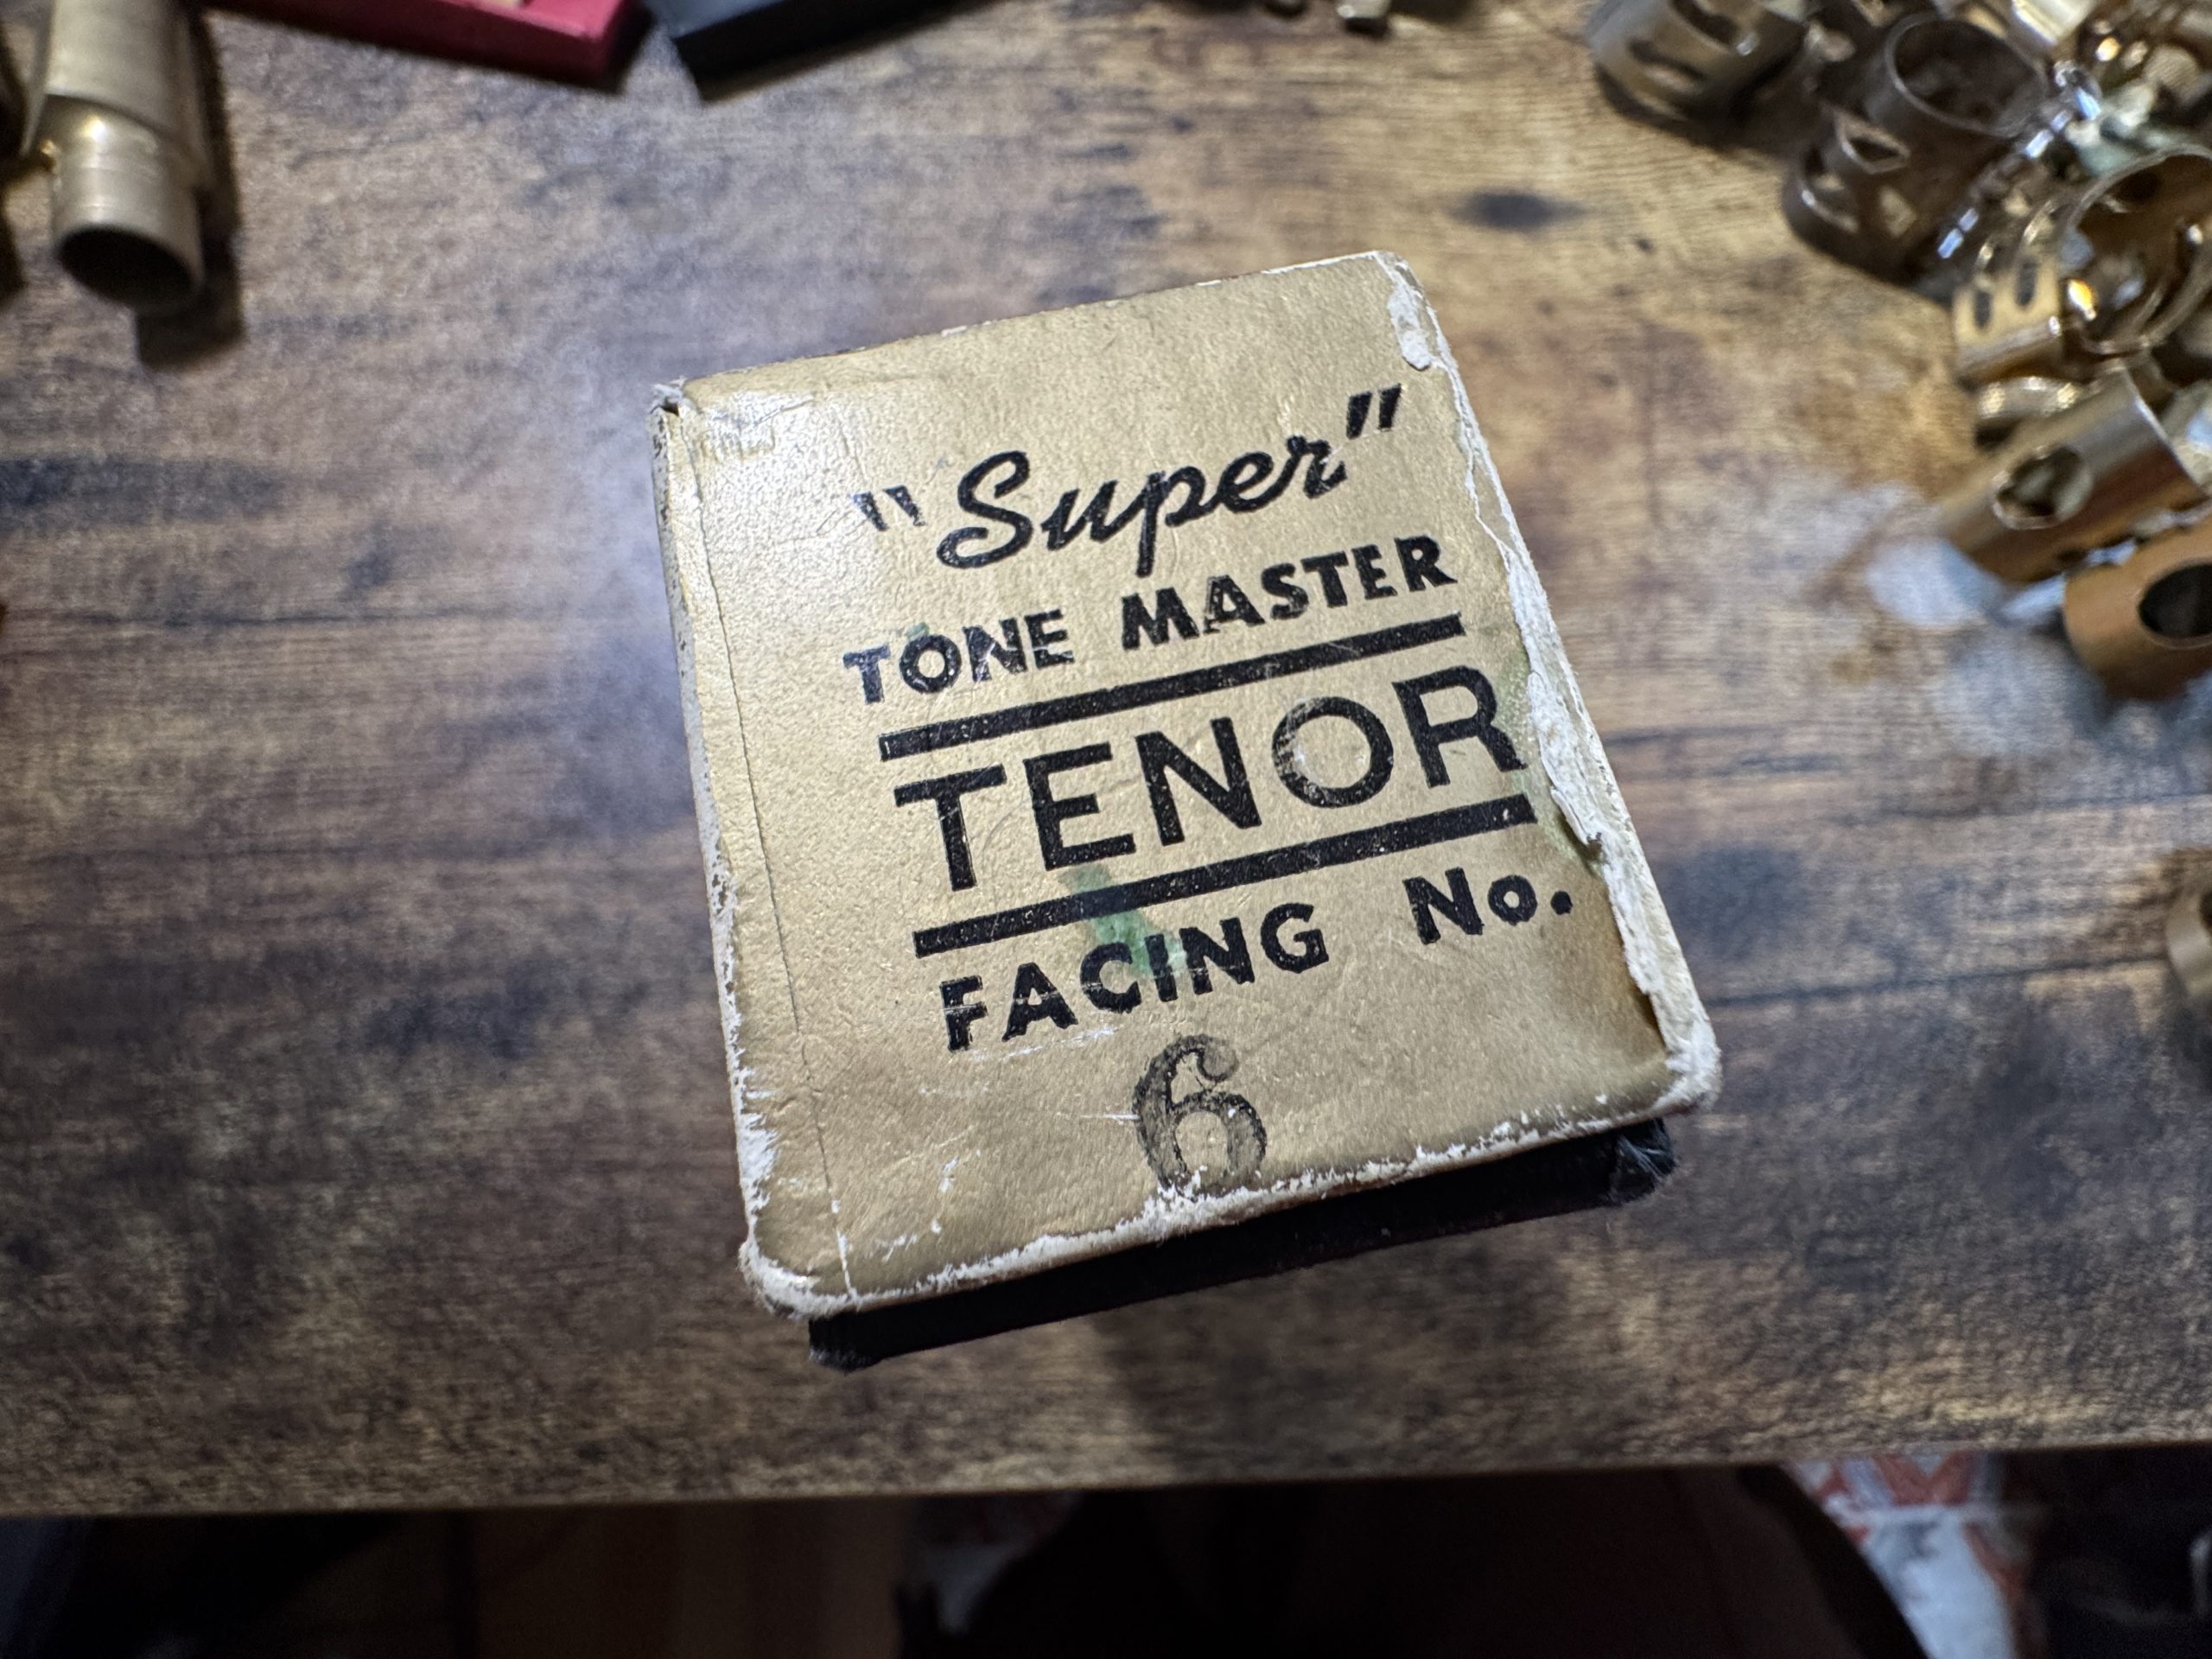 "Super"
TONE MASTER
TENOR
FACING No.
6